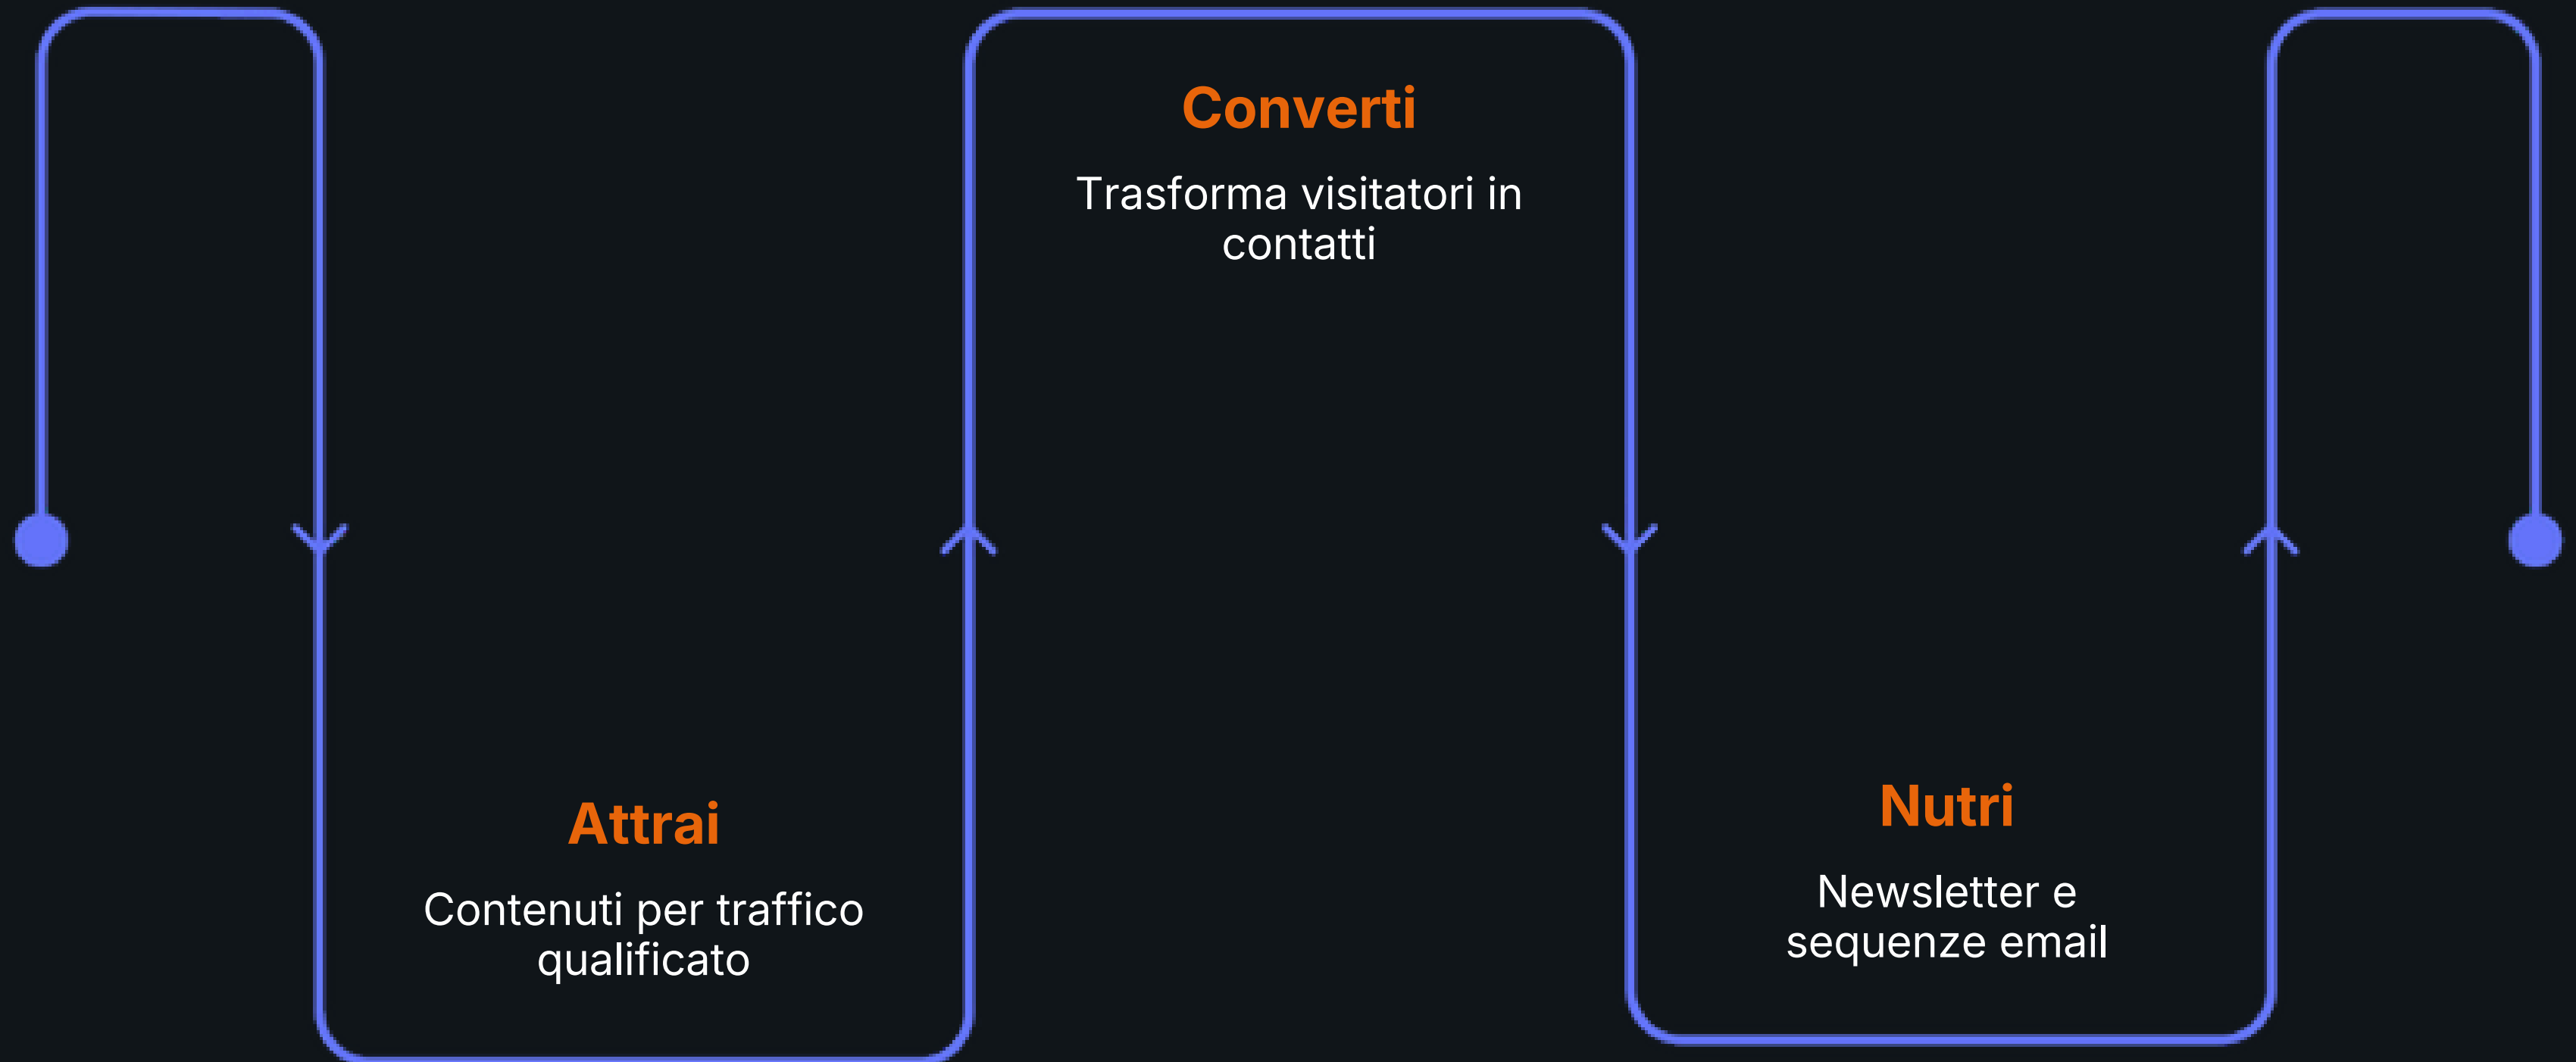 Attrai
Contenuti per traffico
qualificato
Converti
Trasforma visitatori in
contatti
Nutri
Newsletter e
sequenze email